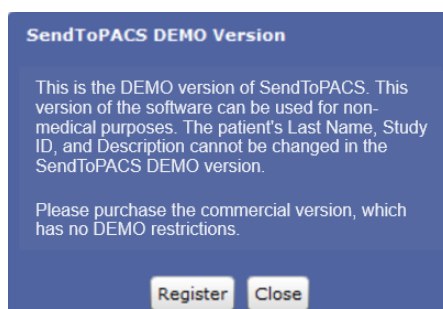 SendToPACS DEMO Version
This is the DEMO version of SendToPACS. This
version of the software can be used for non-
medical purposes. The patient's Last Name, Study
ID, and Description cannot be changed in the
SendToPACS DEMO version.
Please purchase the commercial version, which
has no DEMO restrictions.
Register Close